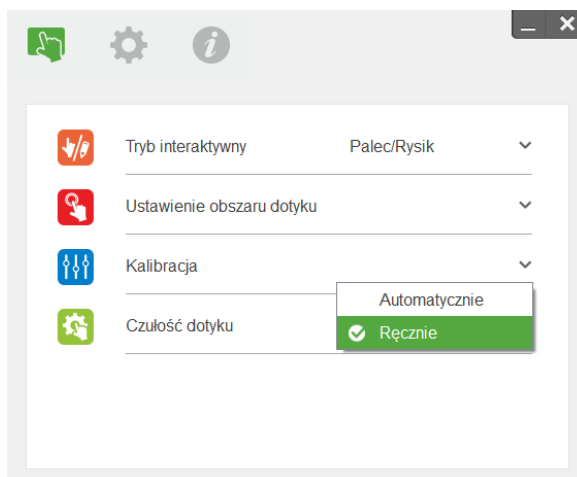 Tryb interaktywny Palec/Rysik
Ustawienie obszaru dotyku
Kalibracja
Automatycznie
Czułość dotyku
Ręcznie